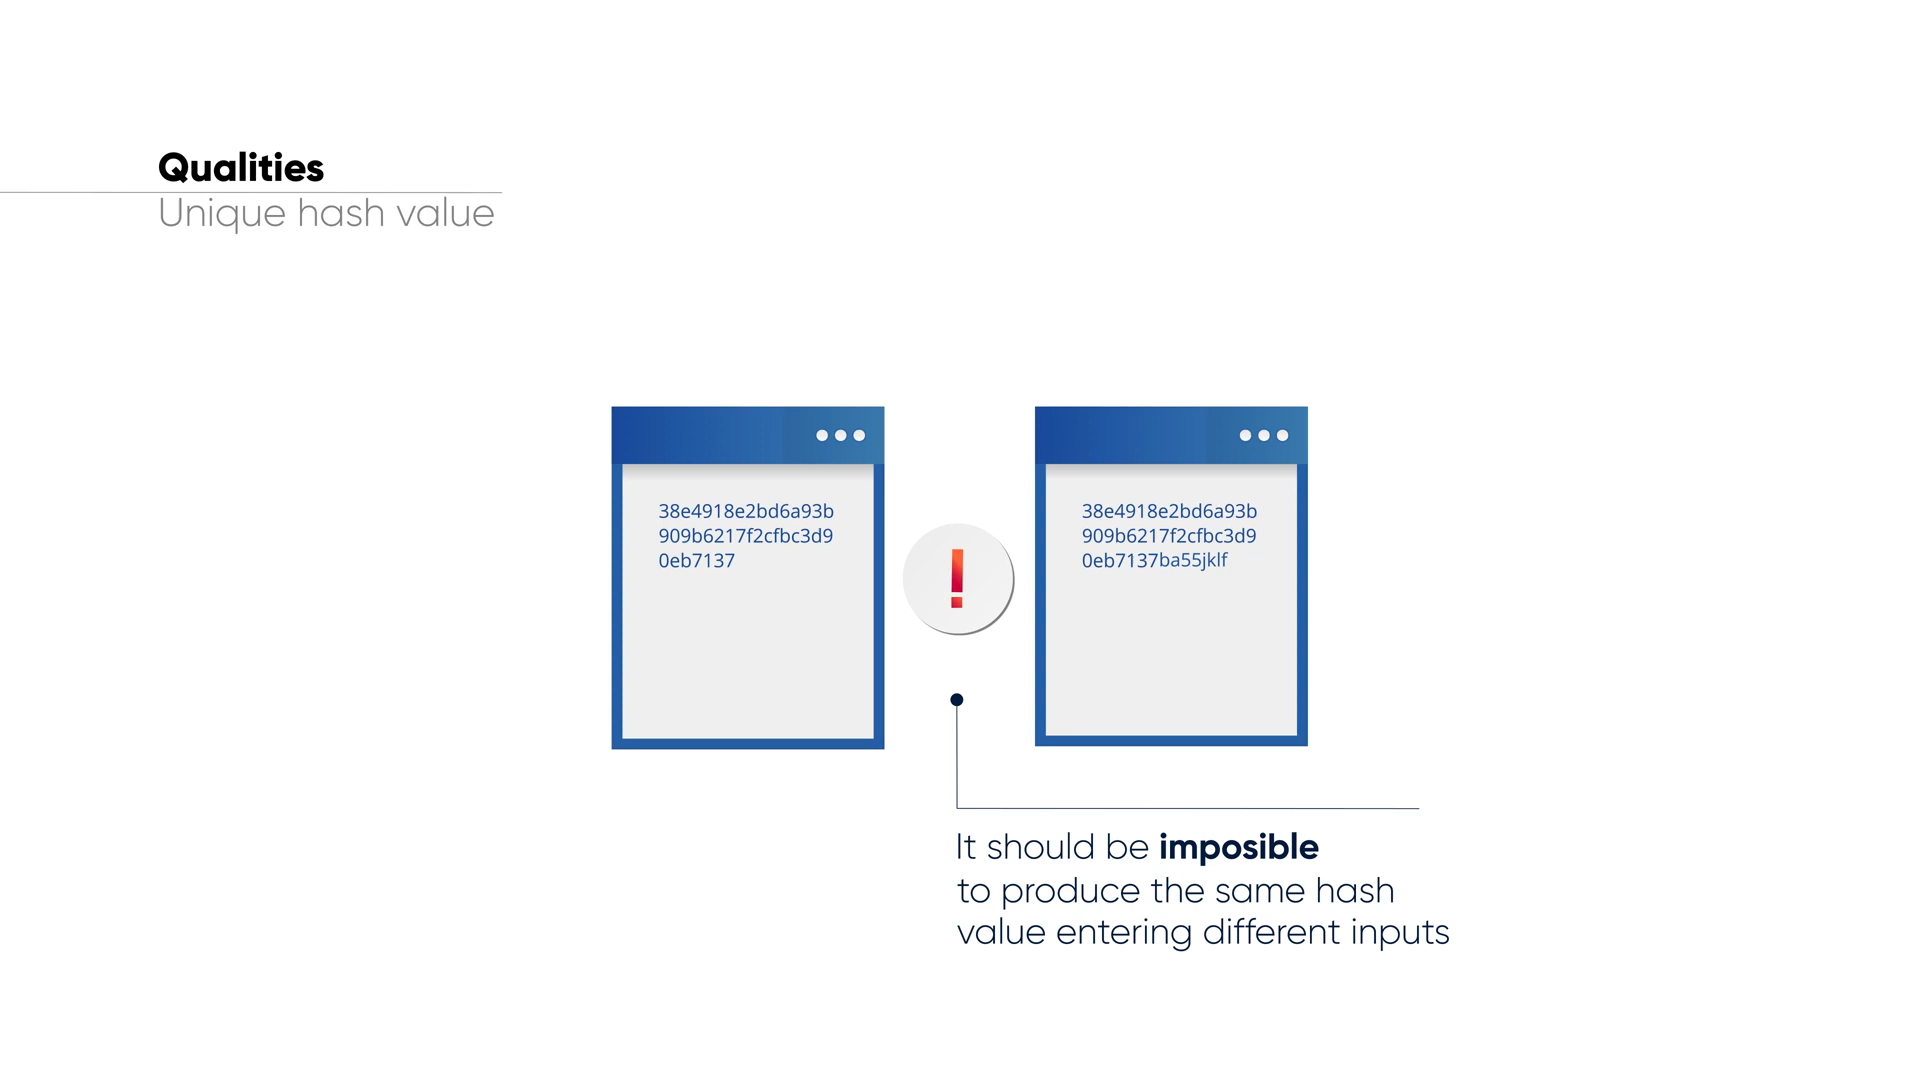 Qualities
Unique hash value
38e4918e2bd6a93b
909b6217f2cfbc3d9
0eb7137
38e4918e2bd6a93b
909b6217f2cfbc3d9
0eb7137ba55jklf
!
It should be imposible
to produce the same hash
value entering different inputs